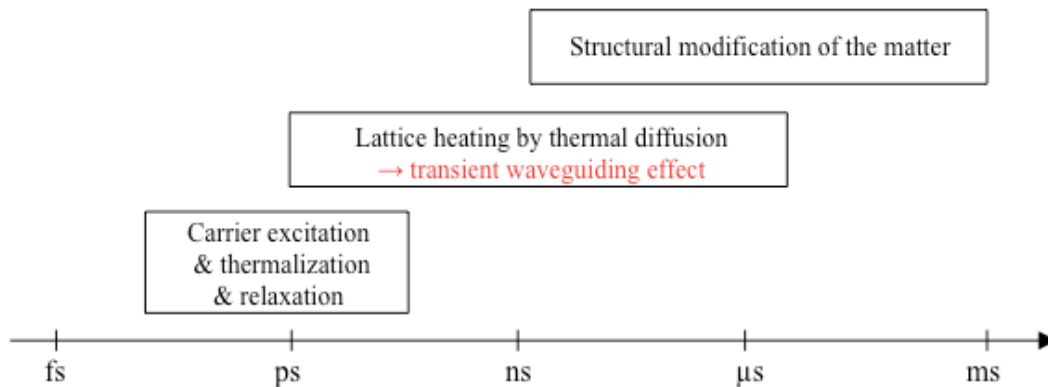 Structural modification of the matter
Lattice heating by thermal diffusion
→ transient waveguiding effect
Carrier excitation
& thermalization
& relaxation
fs ps ns µs ms